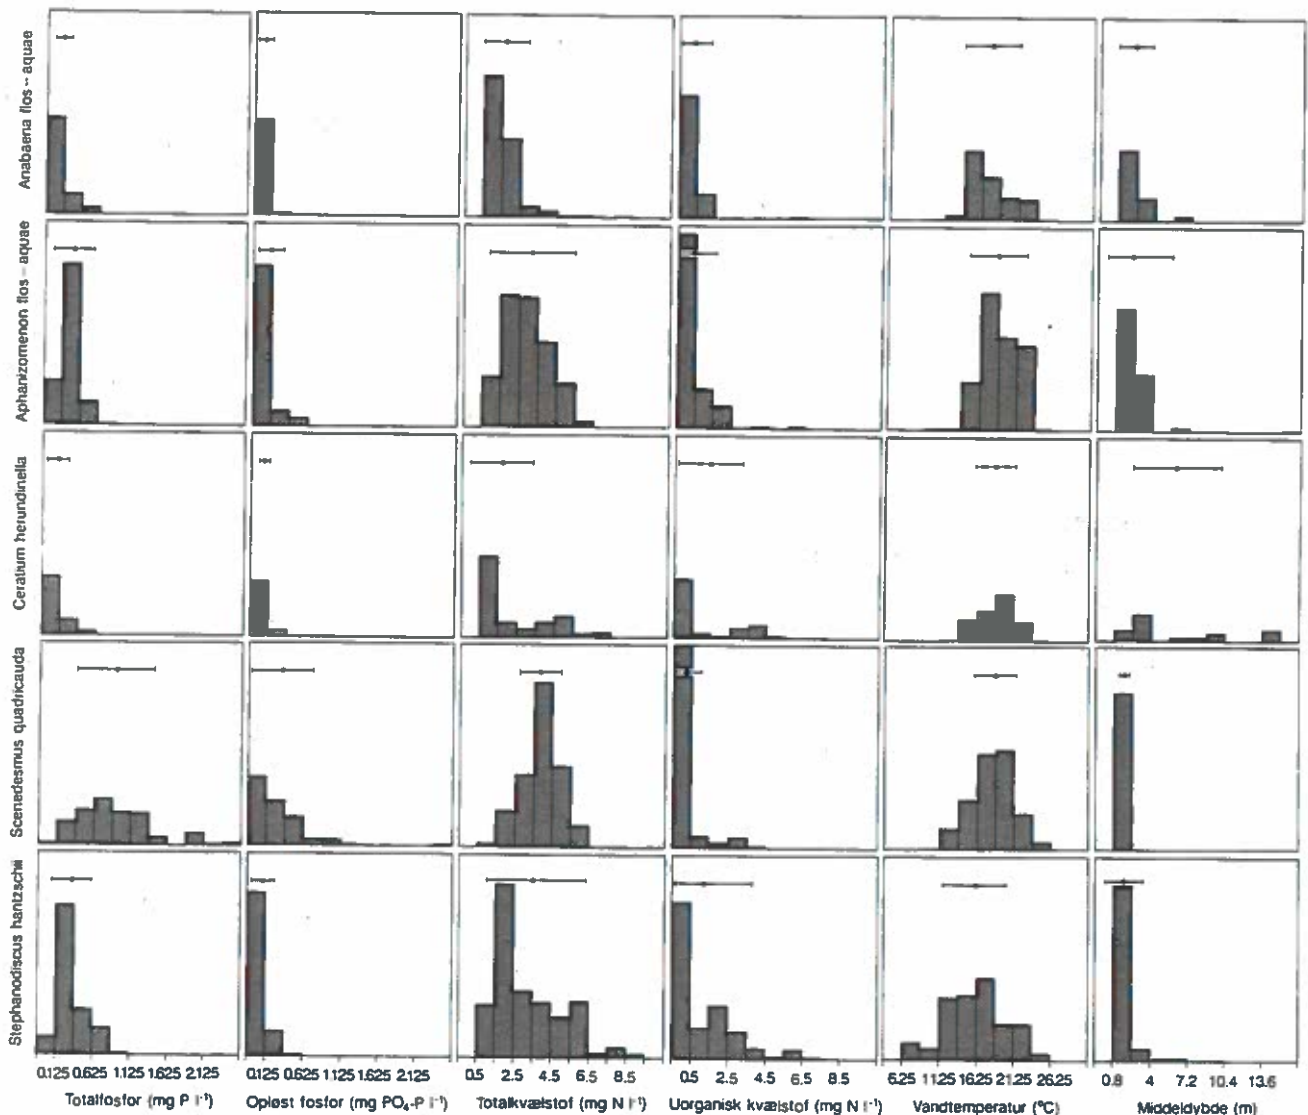 Anabaena flos-aquae
Aphanizomenon flos-aquae
Ceratium herundinella
Scenedesmus quadricauda
Stephanodiscus hantzschii
0.125 0.625 1.125 1.625 2.125
0.125 0.625 1.125 1.625 2.125
0.5 2.5 4.5 6.5 8.5
0.5 2.5 4.5 6.5 8.5
6.25 11.25 16.25 21.25 26.25
0.8 4 7.2 10.4 13.6
Totalfosfor (mg P l⁻¹)
Opløst fosfor (mg PO₄-P l⁻¹)
Totalkvælstof (mg N l⁻¹)
Uorganisk kvælstof (mg N l⁻¹)
Vandtemperatur (°C)
Middeldybde (m)